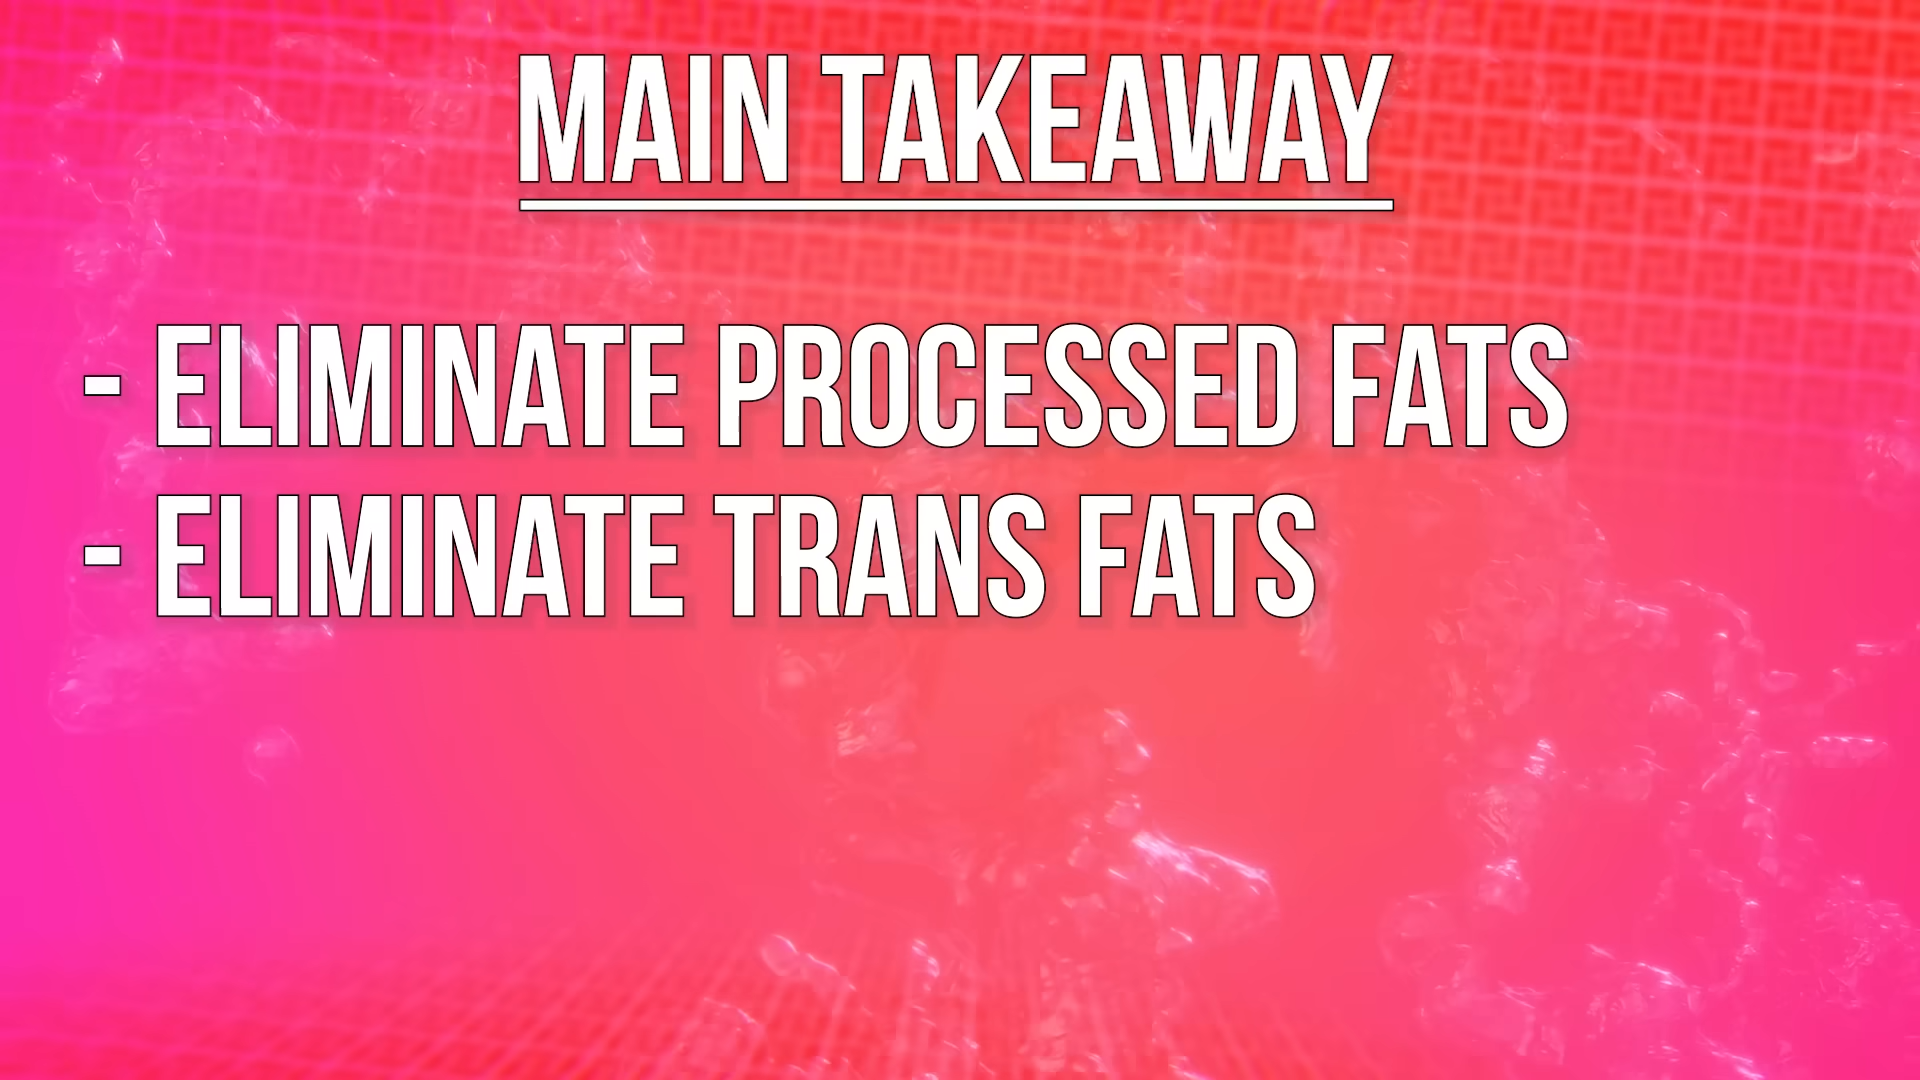 MAIN TAKEAWAY
- ELIMINATE PROCESSED FATS
- ELIMINATE TRANS FATS